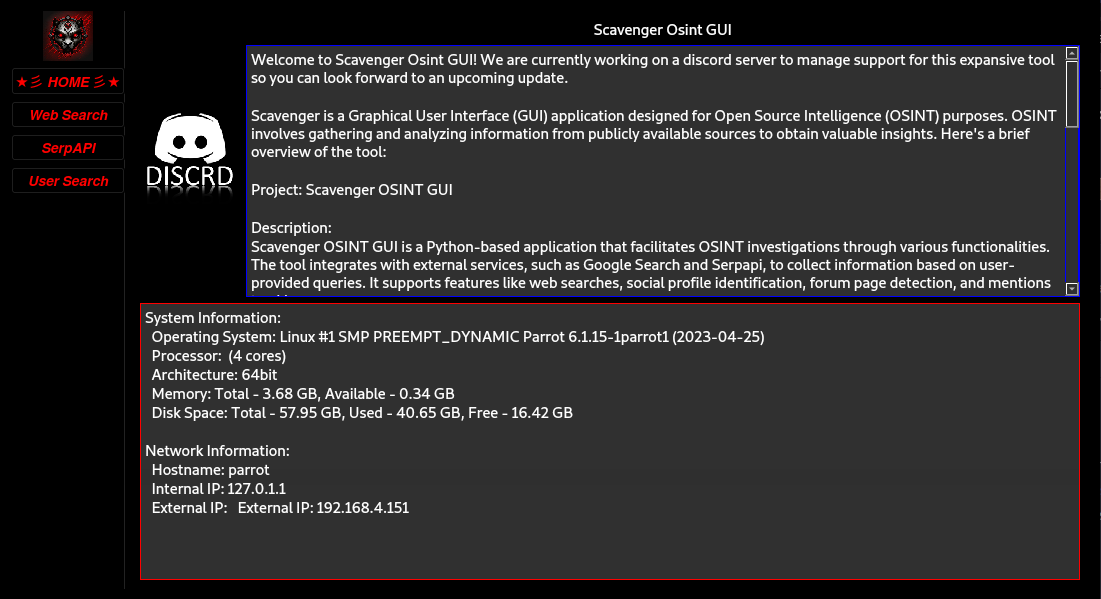 ★彡 HOME 彡★
Web Search
SerpAPI
User Search
DISCRD
Scavenger Osint GUI
Welcome to Scavenger Osint GUI! We are currently working on a discord server to manage support for this expansive tool
so you can look forward to an upcoming update.
Scavenger is a Graphical User Interface (GUI) application designed for Open Source Intelligence (OSINT) purposes. OSINT
involves gathering and analyzing information from publicly available sources to obtain valuable insights. Here's a brief
overview of the tool:
Project: Scavenger OSINT GUI
Description:
Scavenger OSINT GUI is a Python-based application that facilitates OSINT investigations through various functionalities.
The tool integrates with external services, such as Google Search and Serpapi, to collect information based on user-
provided queries. It supports features like web searches, social profile identification, forum page detection, and mentions
System Information:
Operating System: Linux #1 SMP PREEMPT_DYNAMIC Parrot 6.1.15-1parrot1 (2023-04-25)
Processor:  (4 cores)
Architecture: 64bit
Memory: Total - 3.68 GB, Available - 0.34 GB
Disk Space: Total - 57.95 GB, Used - 40.65 GB, Free - 16.42 GB
Network Information:
Hostname: parrot
Internal IP: 127.0.1.1
External IP:   External IP: 192.168.4.151